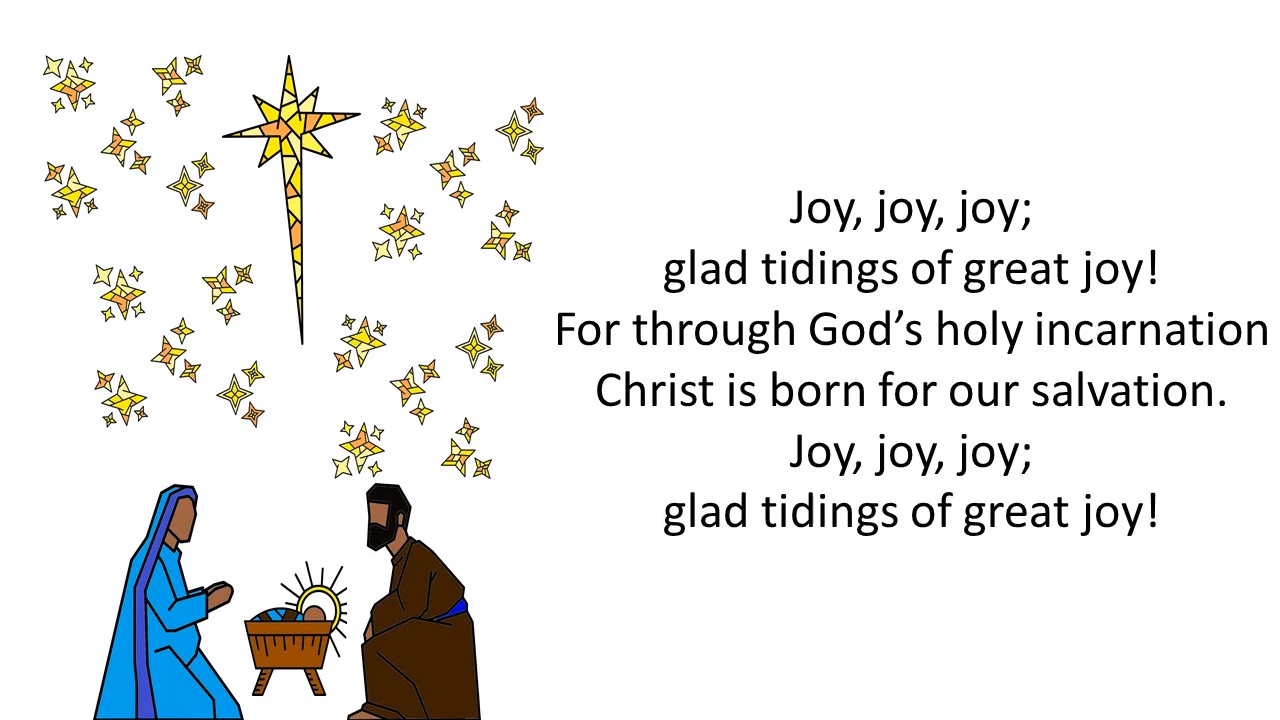 Joy, joy, joy;
glad tidings of great joy!
For through God’s holy incarnation
Christ is born for our salvation.
Joy, joy, joy;
glad tidings of great joy!